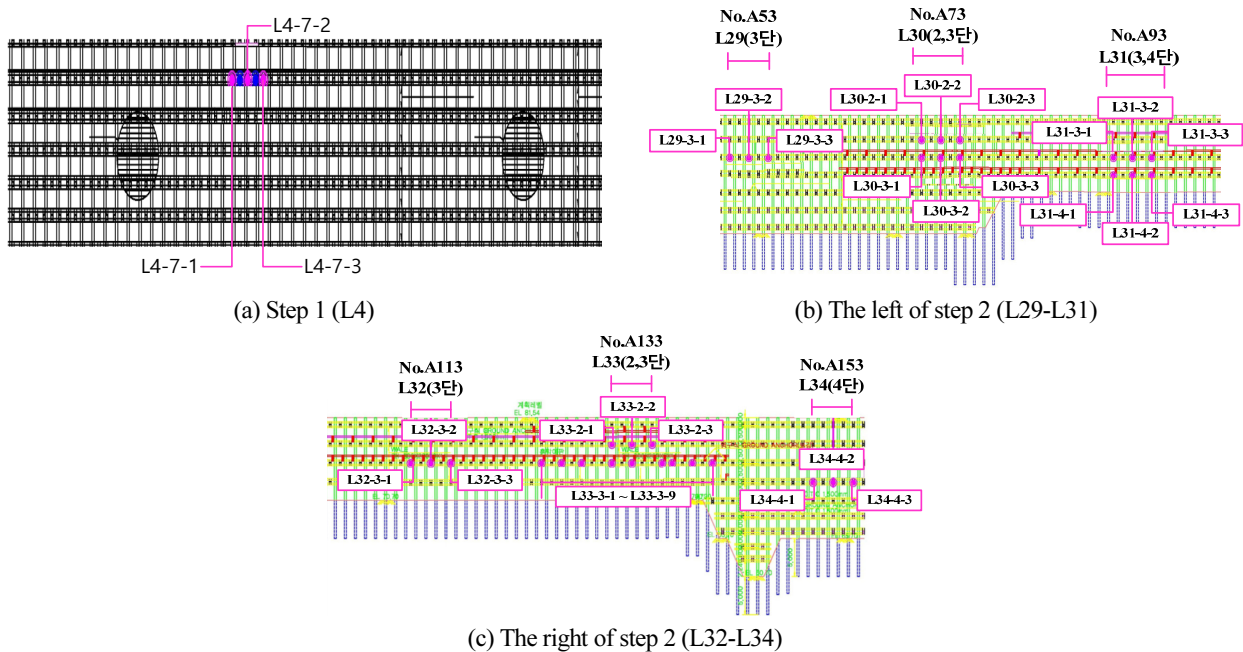 L4-7-2
L4-7-1
L4-7-3
(a) Step 1 (L4)
No.A53
L29(3단)
No.A73
L30(2,3단)
No.A93
L31(3,4단)
L29-3-2
L30-2-1
L30-2-2
L30-2-3
L31-3-2
L29-3-1
L29-3-3
L31-3-1
L31-3-3
L30-3-1
L30-3-3
L30-3-2
L31-4-1
L31-4-3
L31-4-2
(b) The left of step 2 (L29-L31)
No.A113
L32(3단)
No.A133
L33(2,3단)
No.A153
L34(4단)
계획지반
EL 81.54
L33-2-2
L32-3-2
L33-2-1
L33-2-3
L34-4-2
L32-3-1
L32-3-3
L33-3-1 ~ L33-3-9
L34-4-1
L34-4-3
(c) The right of step 2 (L32-L34)